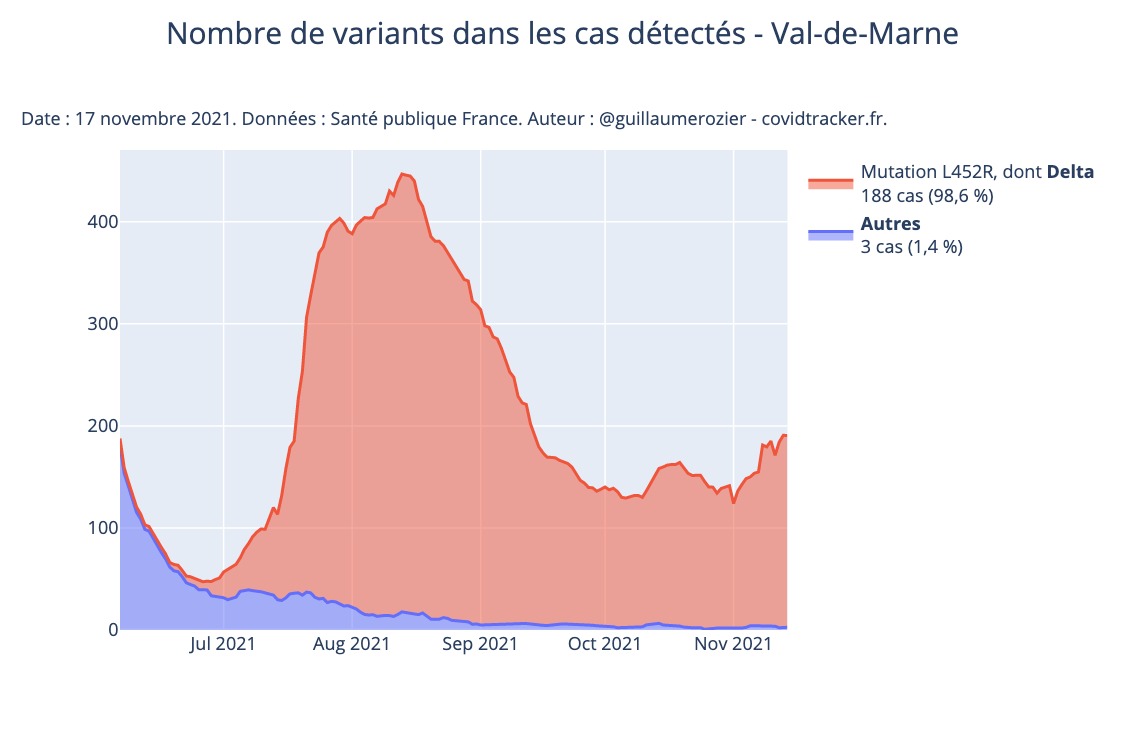 Nombre de variants dans les cas détectés - Val-de-Marne
Date : 17 novembre 2021. Données : Santé publique France. Auteur : @guillaumerozier - covidtracker.fr.
Mutation L452R, dont Delta
188 cas (98,6 %)
Autres
3 cas (1,4 %)
400
300
200
100
0
Jul 2021
Aug 2021
Sep 2021
Oct 2021
Nov 2021